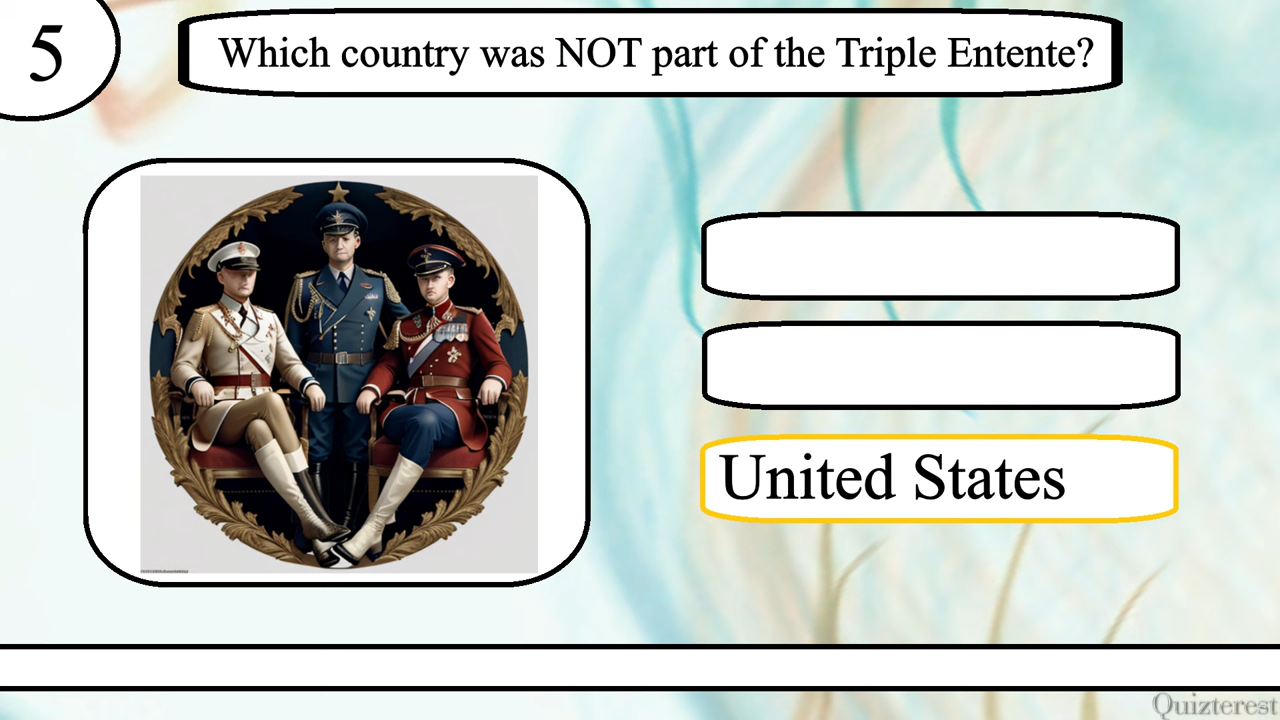 5
Which country was NOT part of the Triple Entente?
United States
Quizterest